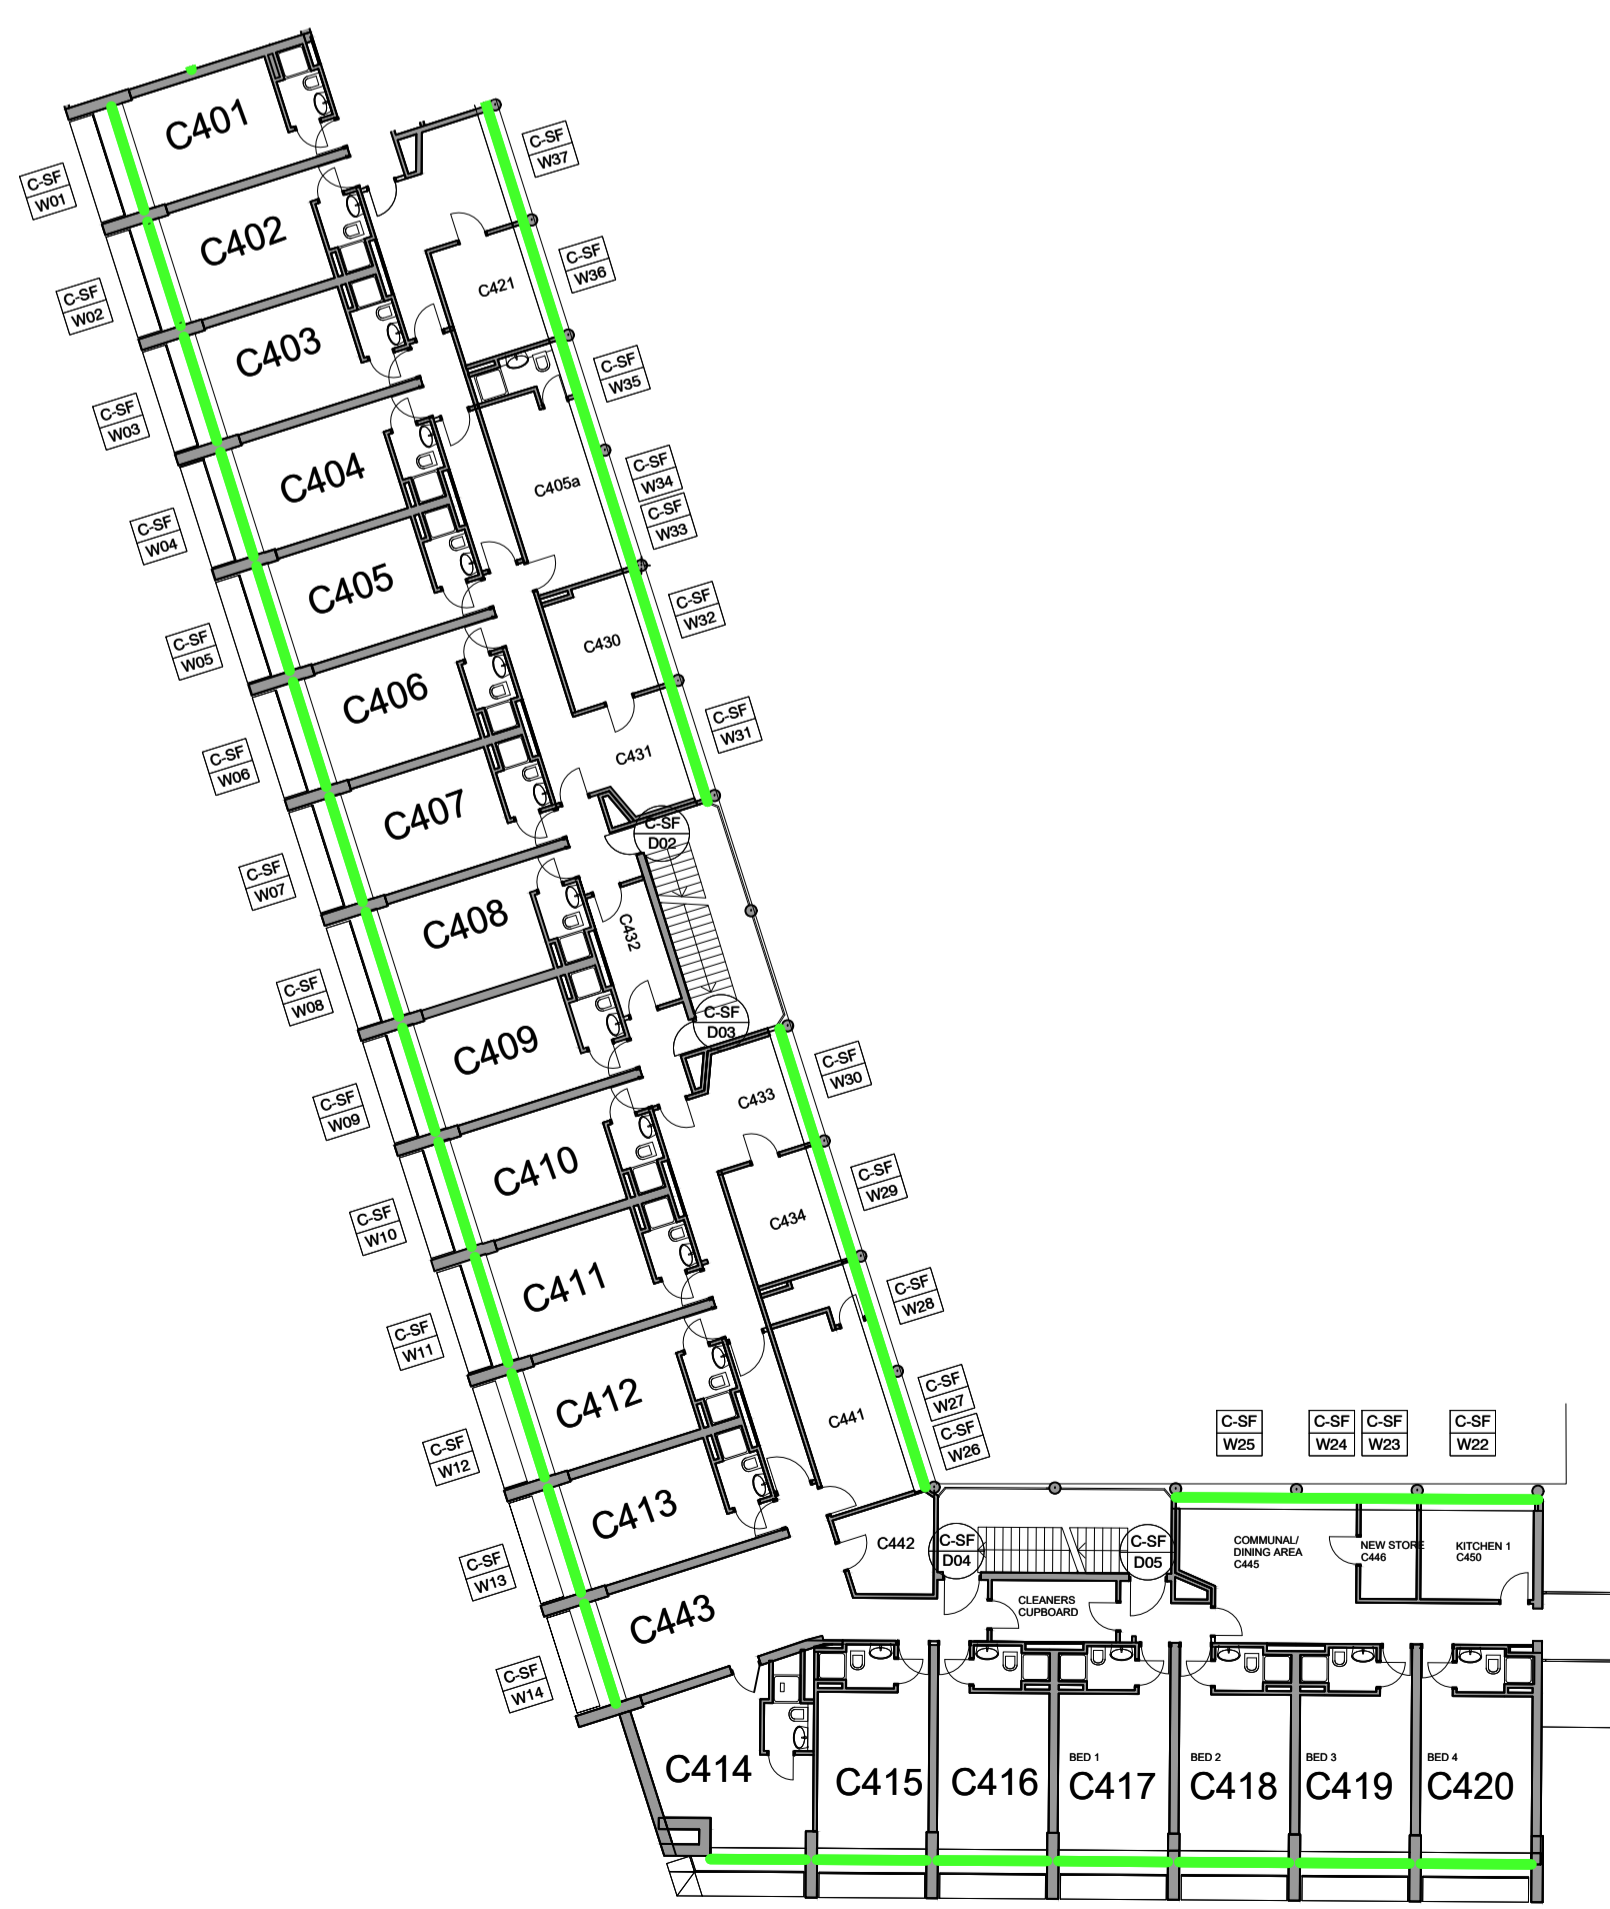 C401
C-SF
W37
C-SF
W01
C402
C-SF
W36
C421
C-SF
W02
C403
C-SF
W35
C-SF
W03
C404
C405a
C-SF
W34
C-SF
W33
C-SF
W04
C405
C-SF
W32
C430
C-SF
W05
C406
C-SF
W31
C431
C-SF
W06
C407
C-SF
D02
C-SF
W07
C408
C432
C-SF
W08
C-SF
D03
C409
C-SF
W30
C433
C-SF
W09
C410
C-SF
W29
C434
C-SF
W10
C411
C-SF
W28
C-SF
W11
C412
C441
C-SF
W27
C-SF
W26
C-SF
W25
C-SF
W24
C-SF
W23
C-SF
W22
C-SF
W12
C413
C442
C-SF
D04
C-SF
D05
COMMUNAL/
DINING AREA
C445
NEW STORE
C446
KITCHEN 1
C450
C-SF
W13
C443
CLEANERS
CUPBOARD
C-SF
W14
C414
C415
C416
BED 1
C417
BED 2
C418
BED 3
C419
BED 4
C420